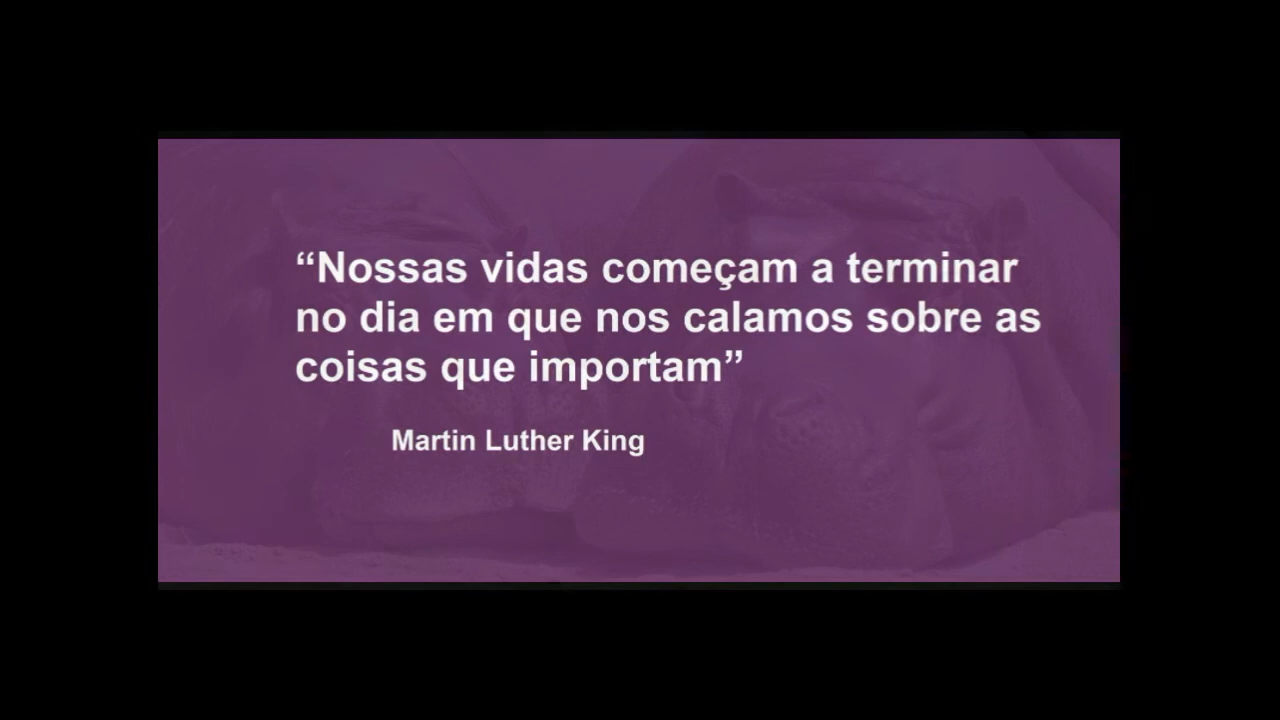 “Nossas vidas começam a terminar
no dia em que nos calamos sobre as
coisas que importam”
Martin Luther King